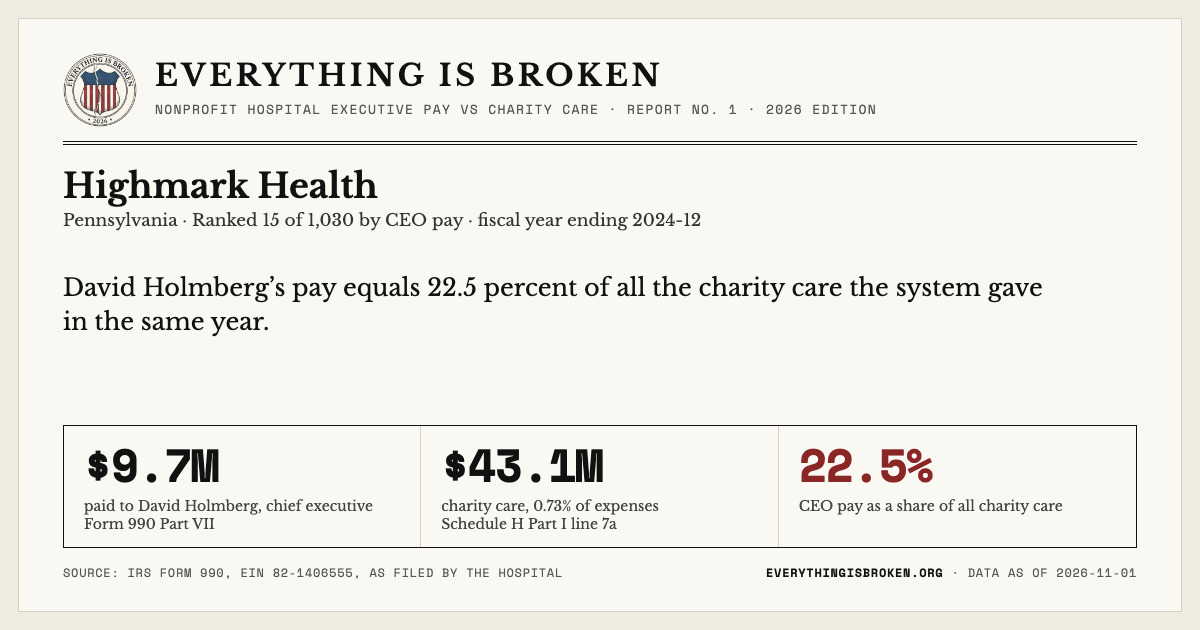 EVERYTHING IS BROKEN
2026
EVERYTHING IS BROKEN
NONPROFIT HOSPITAL EXECUTIVE PAY VS CHARITY CARE · REPORT NO. 1 · 2026 EDITION
Highmark Health
Pennsylvania · Ranked 15 of 1,030 by CEO pay · fiscal year ending 2024-12
David Holmberg’s pay equals 22.5 percent of all the charity care the system gave
in the same year.
$9.7M
paid to David Holmberg, chief executive
Form 990 Part VII
$43.1M
charity care, 0.73% of expenses
Schedule H Part I line 7a
22.5%
CEO pay as a share of all charity care
SOURCE: IRS FORM 990, EIN 82-1406555, AS FILED BY THE HOSPITAL
EVERYTHINGISBROKEN.ORG · DATA AS OF 2026-11-01